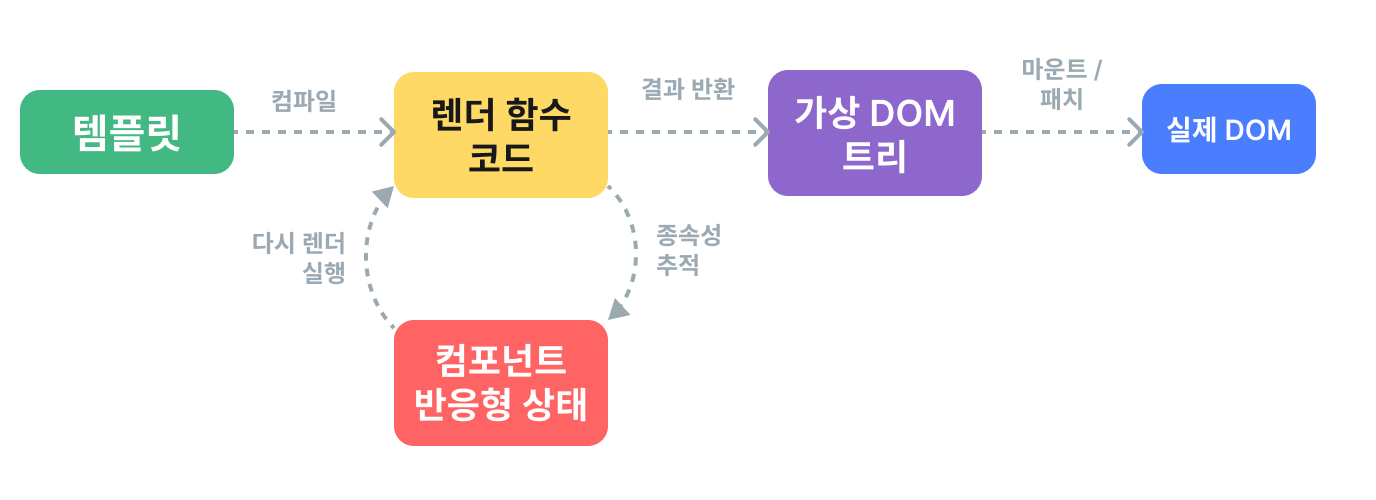 템플릿
컴파일
렌더 함수
코드
결과 반환
가상 DOM
트리
마운트 /
패치
실제 DOM
다시 렌더
실행
종속성
추적
컴포넌트
반응형 상태